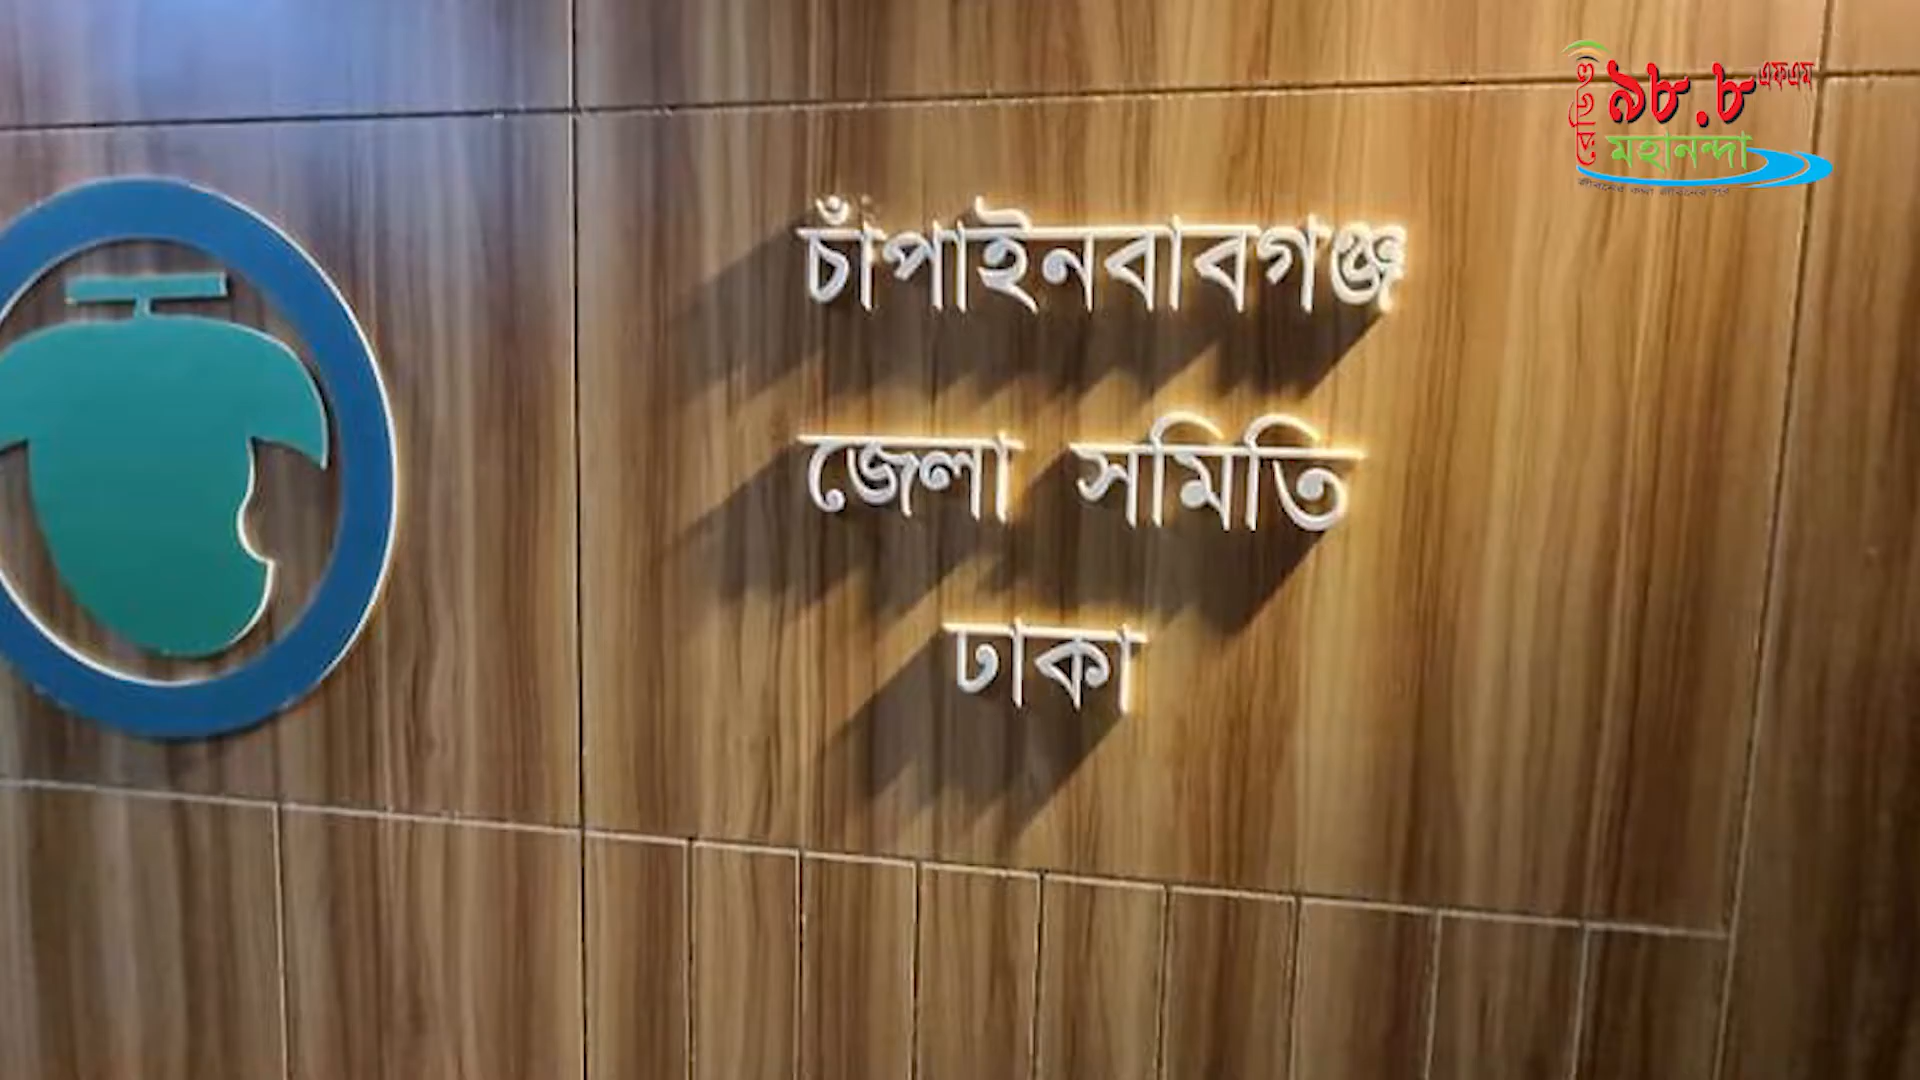 চাঁপাইনবাবগঞ্জ
জেলা সমিতি
ঢাকা
রেডিও
৯৮.৮ এফএম
মহানন্দা